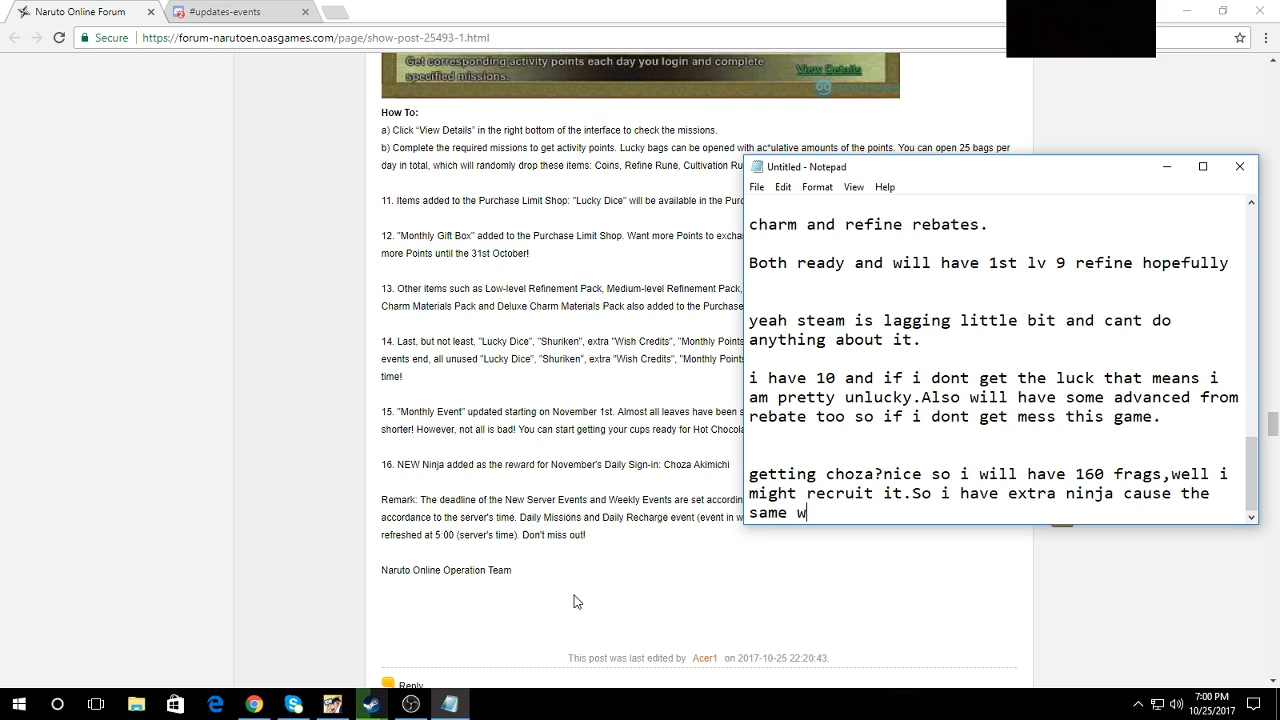 Naruto Online Forum
#updates-events
Secure
https://forum-narutoen.oasgames.com/page/show-post-25493-1.html
Get corresponding activity points each day you login and complete
specified missions.
View Details
How To:
a) Click “View Details” in the right bottom of the interface to check the missions.
b) Complete the required missions to get activity points. Lucky bags can be opened with ac*ulative amounts of the points. You can open 25 bags per
day in total, which will randomly drop these items: Coins, Refine Rune, Cultivation Ru
11. Items added to the Purchase Limit Shop: "Lucky Dice" will be available in the Pur
12. "Monthly Gift Box" added to the Purchase Limit Shop. Want more Points to exchan
more Points until the 31st October!
13. Other items such as Low-level Refinement Pack, Medium-level Refinement Pack,
Charm Materials Pack and Deluxe Charm Materials Pack also added to the Purchase
14. Last, but not least, "Lucky Dice", "Shuriken", extra "Wish Credits", "Monthly Points
events end, all unused "Lucky Dice", "Shuriken", extra "Wish Credits", "Monthly Points
time!
15. "Monthly Event" updated starting on November 1st. Almost all leaves have been s
shorter! However, not all is bad! You can start getting your cups ready for Hot Chocola
16. NEW Ninja added as the reward for November's Daily Sign-in: Choza Akimichi
Remark: The deadline of the New Server Events and Weekly Events are set accordin
accordance to the server's time. Daily Missions and Daily Recharge event (event in w
refreshed at 5:00 (server's time). Don't miss out!
Naruto Online Operation Team
This post was last edited by Acer1 on 2017-10-25 22:20:43.
Reply
Untitled - Notepad
File Edit Format View Help
charm and refine rebates.
Both ready and will have 1st lv 9 refine hopefully
yeah steam is lagging little bit and cant do
anything about it.
i have 10 and if i dont get the luck that means i
am pretty unlucky.Also will have some advanced from
rebate too so if i dont get mess this game.
getting choza?nice so i will have 160 frags,well i
might recruit it.So i have extra ninja cause the
same w
7:00 PM
10/25/2017